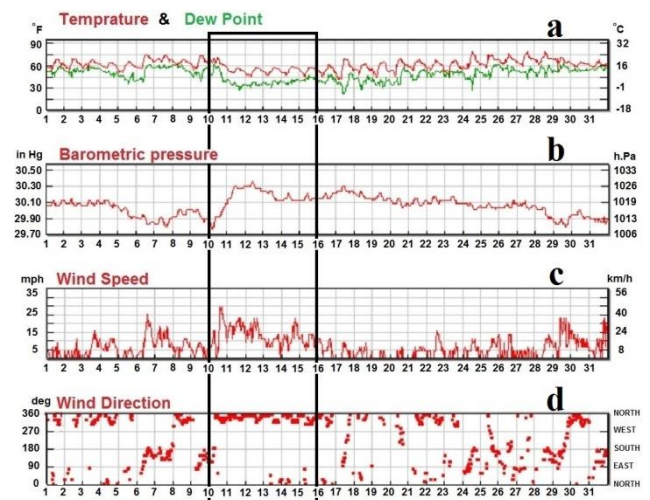 Temprature & Dew Point a
°F °C
90 32
60 16
30 -1
0 -18
1 2 3 4 5 6 7 8 9 10 11 12 13 14 15 16 17 18 19 20 21 22 23 24 25 26 27 28 29 30 31
in Hg Barometric pressure b h.Pa
30.50 1033
30.30 1026
30.10 1019
29.90 1013
29.70 1006
1 2 3 4 5 6 7 8 9 10 11 12 13 14 15 16 17 18 19 20 21 22 23 24 25 26 27 28 29 30 31
mph Wind Speed c km/h
35 56
25 40
15 24
5 8
1 2 3 4 5 6 7 8 9 10 11 12 13 14 15 16 17 18 19 20 21 22 23 24 25 26 27 28 29 30 31
deg Wind Direction d
360 NORTH
270 WEST
180 SOUTH
90 EAST
0 NORTH
1 2 3 4 5 6 7 8 9 10 11 12 13 14 15 16 17 18 19 20 21 22 23 24 25 26 27 28 29 30 31